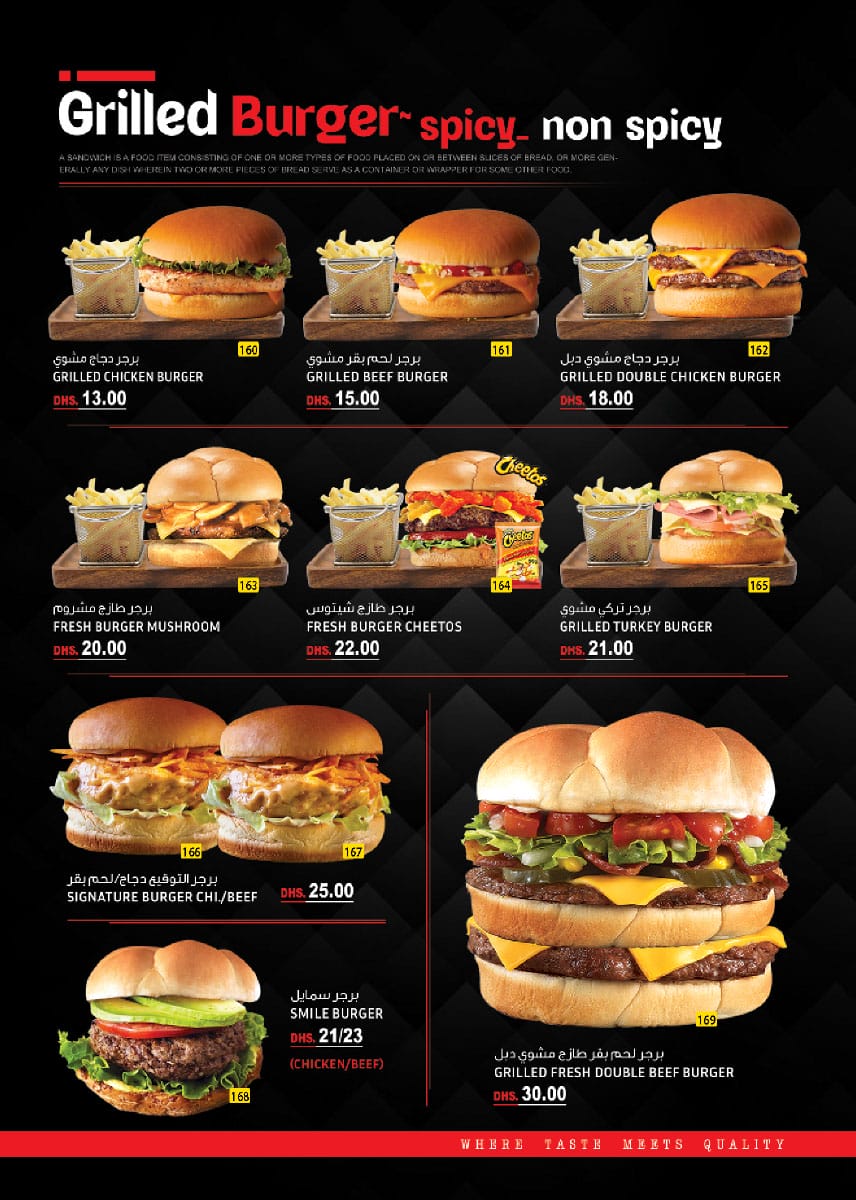 Grilled Burger~ spicy_ non spicy
A SANDWICH IS A FOOD ITEM CONSISTING OF ONE OR MORE TYPES OF FOOD PLACED ON OR BETWEEN SLICES OF BREAD, OR MORE GEN-
ERALLY ANY DISH WHEREIN TWO OR MORE PIECES OF BREAD SERVE AS A CONTAINER OR WRAPPER FOR SOME OTHER FOOD.
160
برجر دجاج مشوي
GRILLED CHICKEN BURGER
DHS. 13.00
161
برجر لحم بقر مشوي
GRILLED BEEF BURGER
DHS. 15.00
162
برجر دجاج مشوي دبل
GRILLED DOUBLE CHICKEN BURGER
DHS. 18.00
163
برجر طازج مشروم
FRESH BURGER MUSHROOM
DHS. 20.00
Cheetos
Cheetos
164
برجر طازج شيتوس
FRESH BURGER CHEETOS
DHS. 22.00
165
برجر تركي مشوي
GRILLED TURKEY BURGER
DHS. 21.00
166
167
برجر التوقيع دجاج/لحم بقر
SIGNATURE BURGER CHI./BEEF
DHS. 25.00
168
برجر سمايل
SMILE BURGER
DHS. 21/23
(CHICKEN/BEEF)
169
برجر لحم بقر طازج مشوي دبل
GRILLED FRESH DOUBLE BEEF BURGER
DHS. 30.00
WHERE TASTE MEETS QUALITY